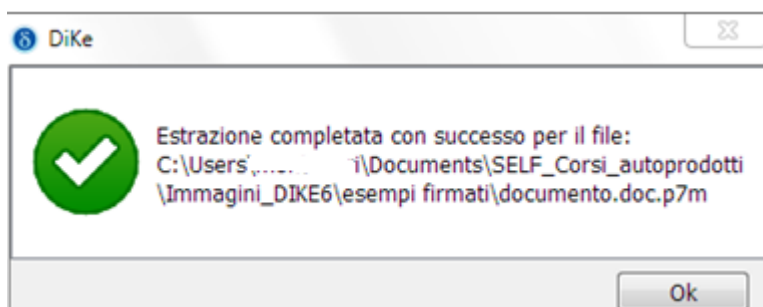 DiKe
Estrazione completata con successo per il file:
C:\Users\i\Documents\SELF_Corsi_autoprodotti
\Immagini_DIKE6\esempi firmati\documento.doc.p7m
Ok